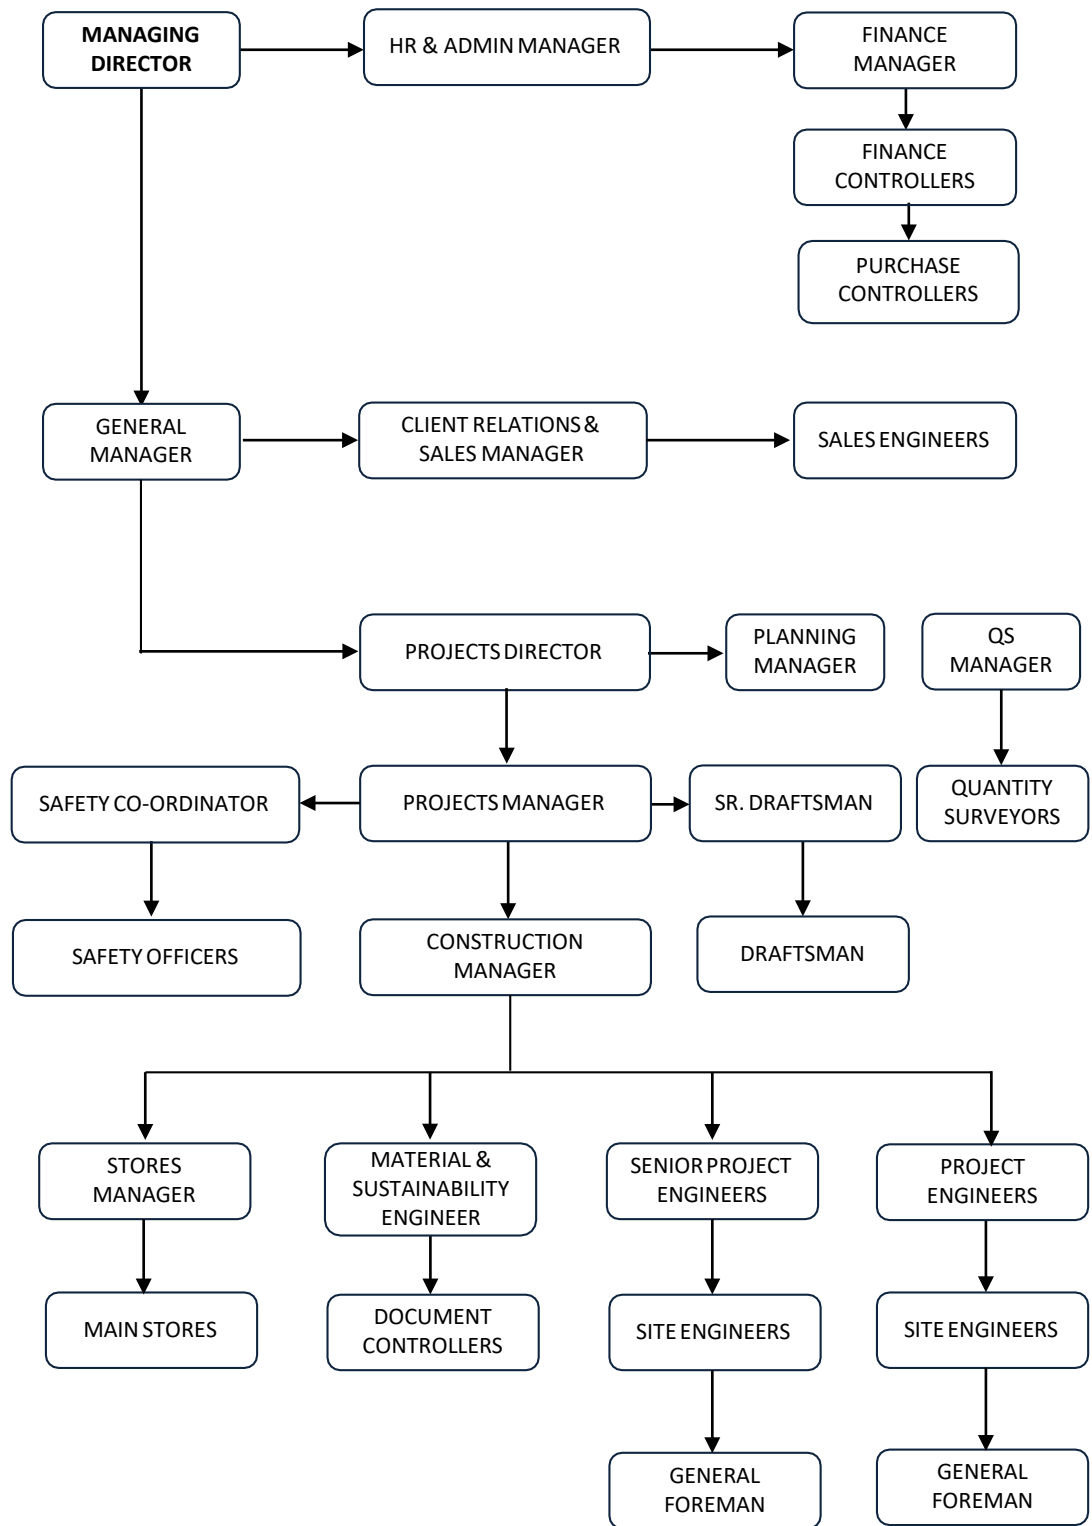 MANAGING
DIRECTOR
HR & ADMIN MANAGER
FINANCE
MANAGER
FINANCE
CONTROLLERS
PURCHASE
CONTROLLERS
GENERAL
MANAGER
CLIENT RELATIONS &
SALES MANAGER
SALES ENGINEERS
PROJECTS DIRECTOR
PLANNING
MANAGER
QS
MANAGER
SAFETY CO-ORDINATOR
PROJECTS MANAGER
SR. DRAFTSMAN
QUANTITY
SURVEYORS
SAFETY OFFICERS
CONSTRUCTION
MANAGER
DRAFTSMAN
STORES
MANAGER
MATERIAL &
SUSTAINABILITY
ENGINEER
SENIOR PROJECT
ENGINEERS
PROJECT
ENGINEERS
MAIN STORES
DOCUMENT
CONTROLLERS
SITE ENGINEERS
SITE ENGINEERS
GENERAL
FOREMAN
GENERAL
FOREMAN